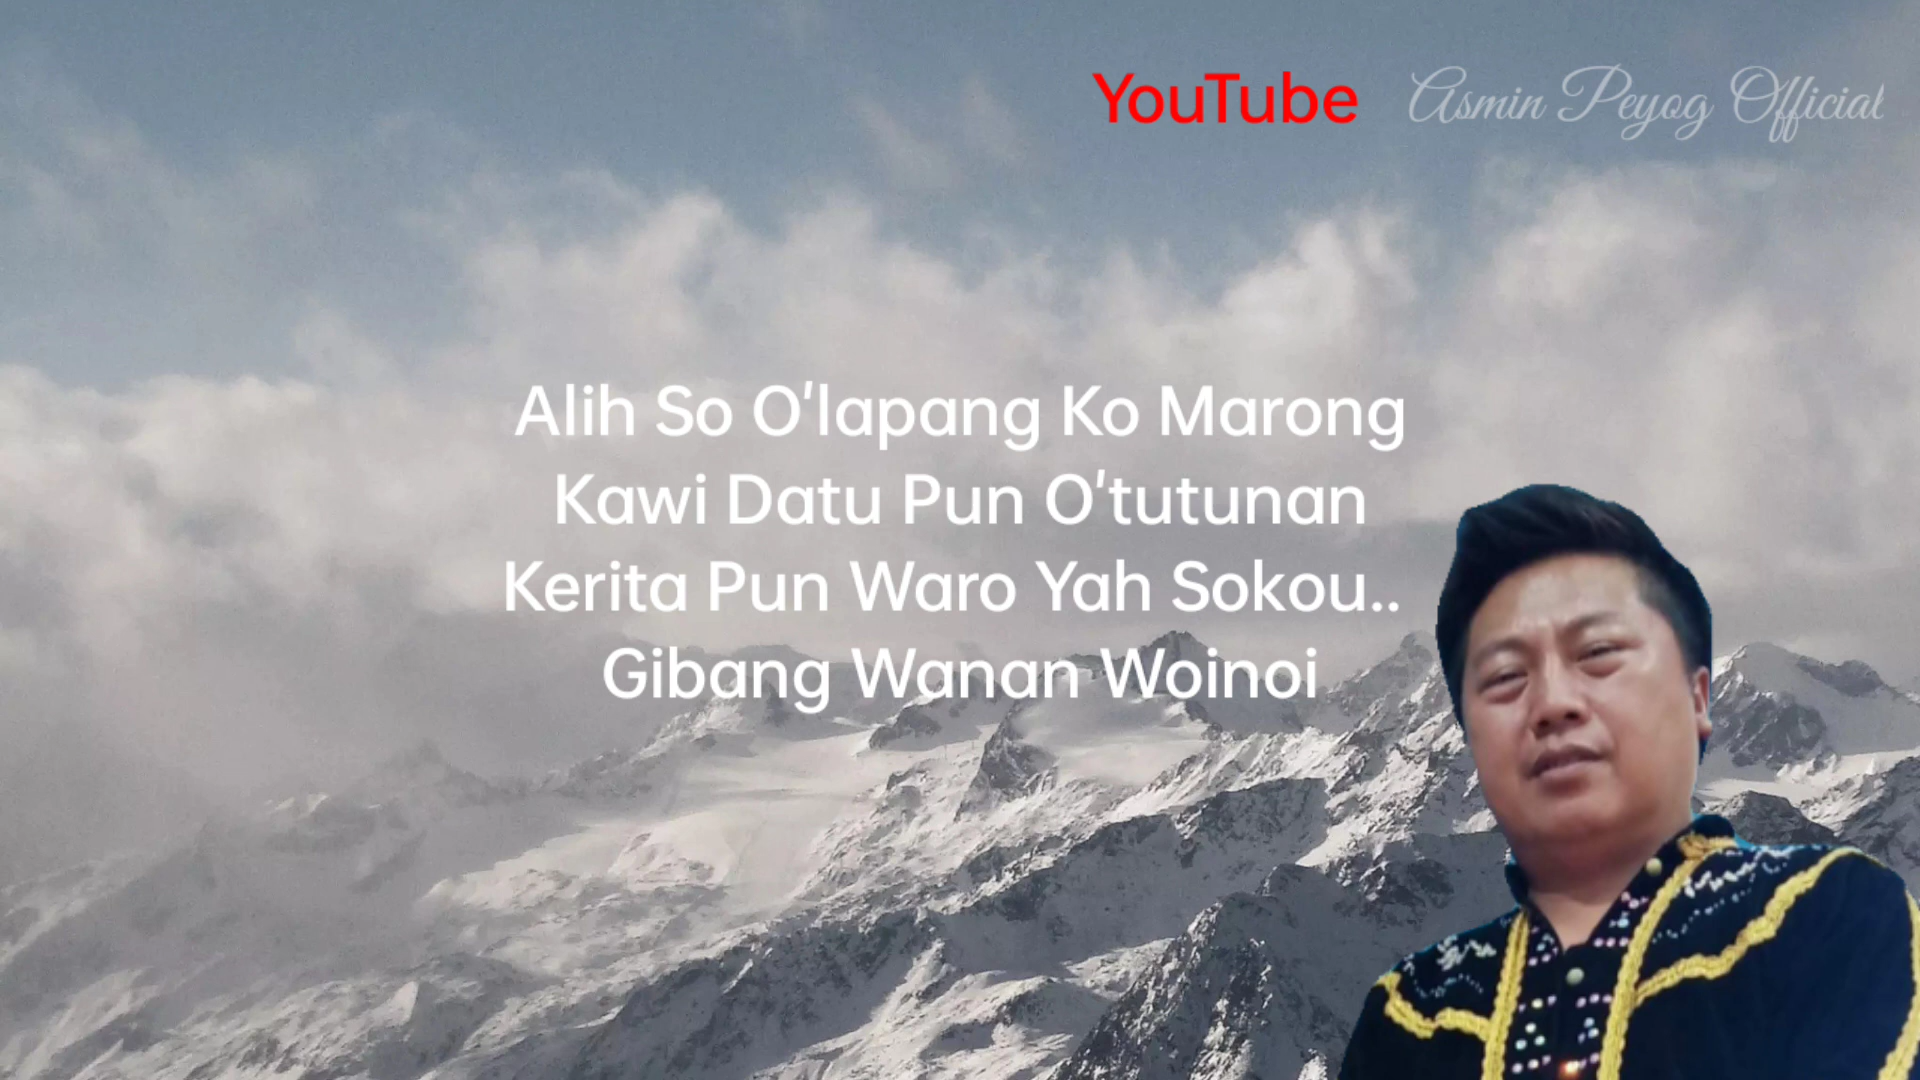 YouTube Asmin Peyog Official
Alih So O'lapang Ko Marong
Kawi Datu Pun O'tutunan
Kerita Pun Waro Yah Sokou..
Gibang Wanan Woinoi